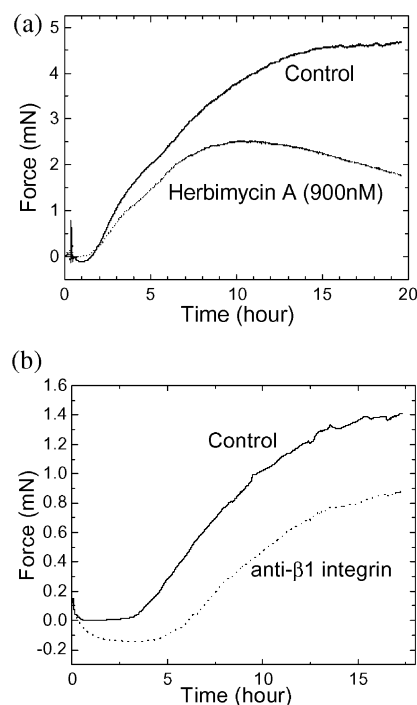 (a)
5
4
3
2
1
0
Force (mN)
Control
Herbimycin A (900nM)
0 5 10 15 20
Time (hour)
(b)
1.6
1.4
1.2
1.0
0.8
0.6
0.4
0.2
0.0
-0.2
Force (mN)
Control
anti-β1 integrin
0 5 10 15
Time (hour)